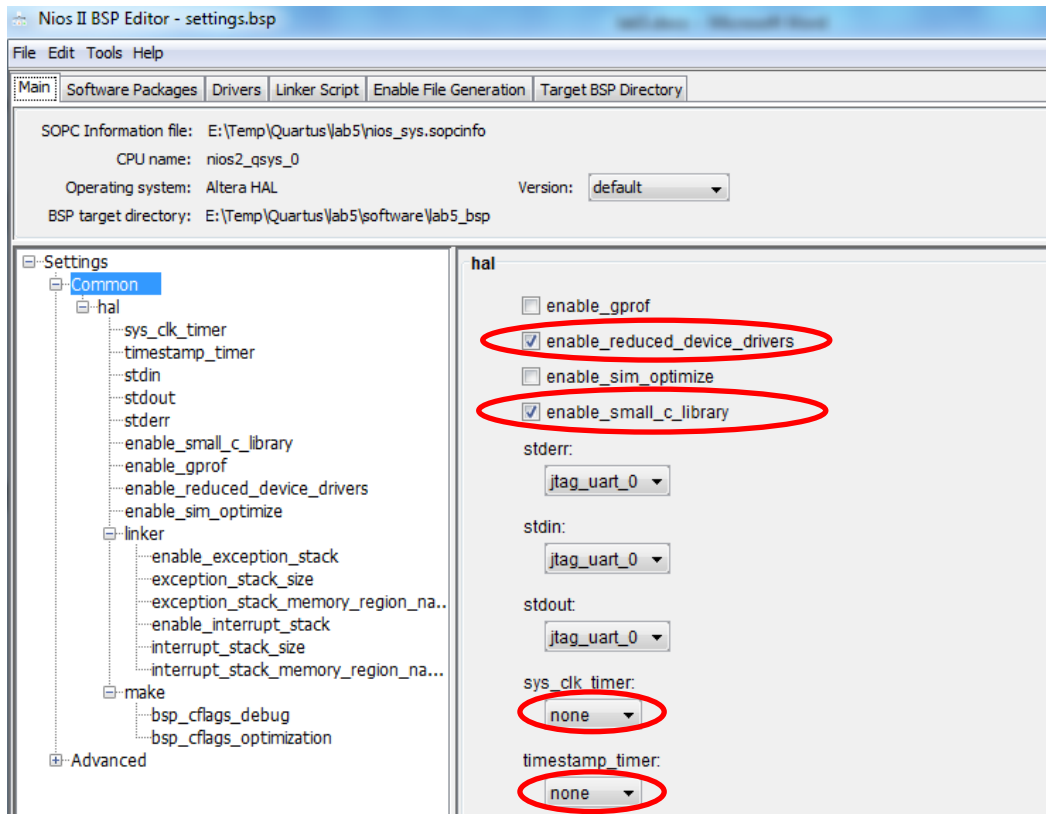 Nios II BSP Editor - settings.bsp
File Edit Tools Help
Main Software Packages Drivers Linker Script Enable File Generation Target BSP Directory
SOPC Information file: E:\Temp\Quartus\lab5\nios_sys.sopcinfo
CPU name: nios2_qsys_0
Operating system: Altera HAL Version: default
BSP target directory: E:\Temp\Quartus\lab5\software\lab5_bsp
Settings
Common
hal
sys_clk_timer
timestamp_timer
stdin
stdout
stderr
enable_small_c_library
enable_gprof
enable_reduced_device_drivers
enable_sim_optimize
linker
enable_exception_stack
exception_stack_size
exception_stack_memory_region_na..
enable_interrupt_stack
interrupt_stack_size
interrupt_stack_memory_region_na...
make
bsp_cflags_debug
bsp_cflags_optimization
Advanced
hal
enable_gprof
enable_reduced_device_drivers
enable_sim_optimize
enable_small_c_library
stderr:
jtag_uart_0
stdin:
jtag_uart_0
stdout:
jtag_uart_0
sys_clk_timer:
none
timestamp_timer:
none